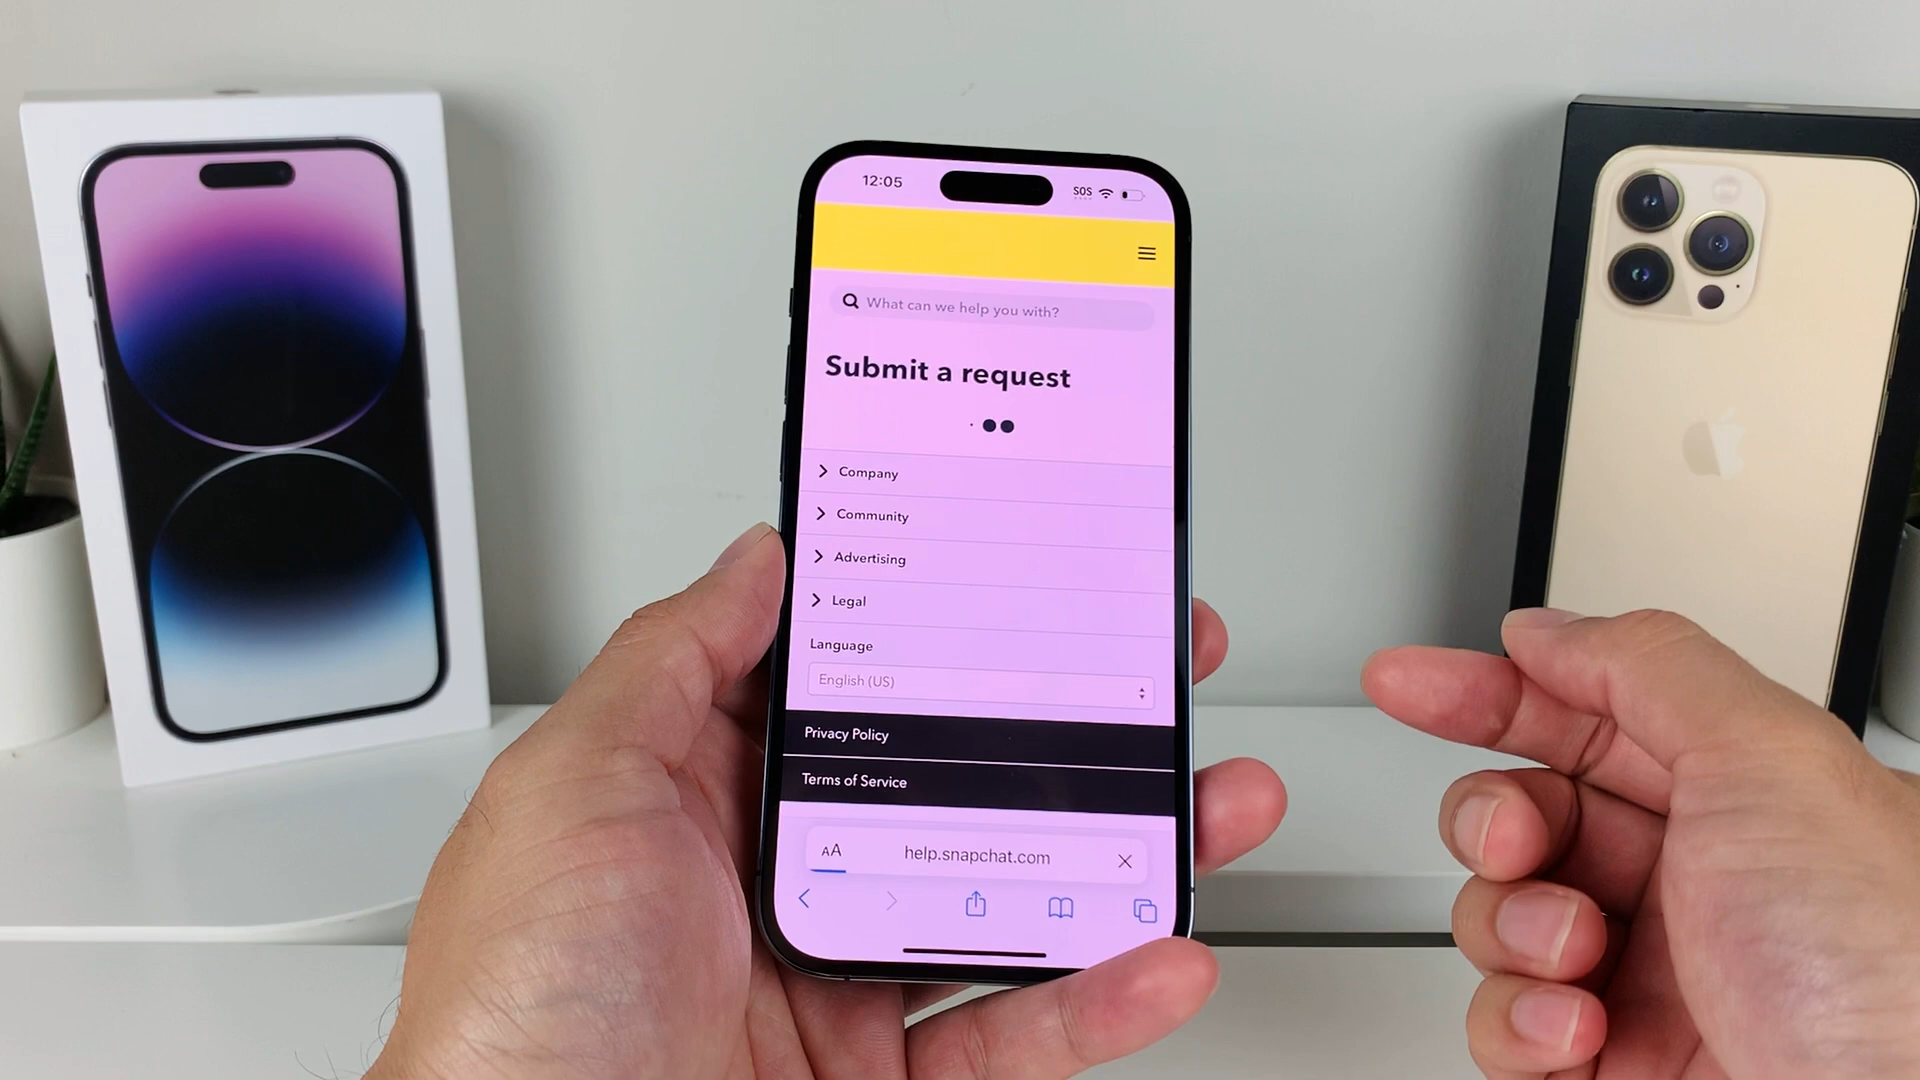 12:05
SOS
What can we help you with?
Submit a request
Company
Community
Advertising
Legal
Language
English (US)
Privacy Policy
Terms of Service
AA
help.snapchat.com